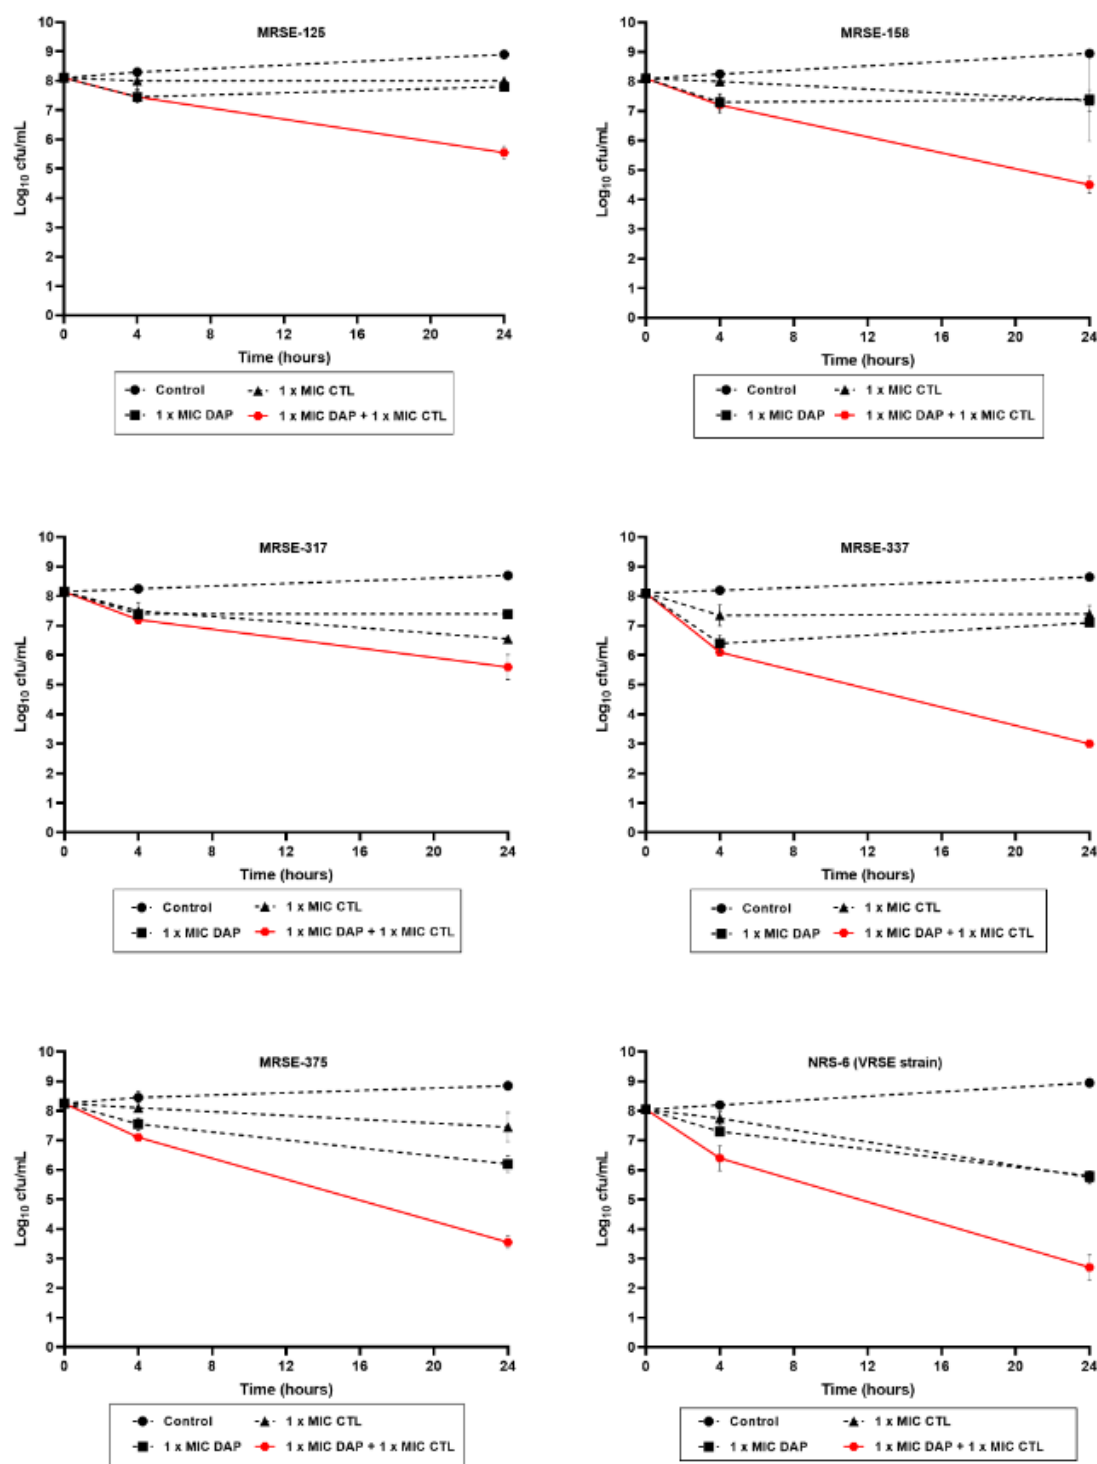 MRSE-125
10
9
8
7
6
5
4
3
2
1
0
Log10 cfu/mL
0 4 8 12 16 20 24
Time (hours)
Control 1 x MIC CTL
1 x MIC DAP 1 x MIC DAP + 1 x MIC CTL
MRSE-158
10
9
8
7
6
5
4
3
2
1
0
Log10 cfu/mL
0 4 8 12 16 20 24
Time (hours)
Control 1 x MIC CTL
1 x MIC DAP 1 x MIC DAP + 1 x MIC CTL
MRSE-317
10
9
8
7
6
5
4
3
2
1
0
Log10 cfu/mL
0 4 8 12 16 20 24
Time (hours)
Control 1 x MIC CTL
1 x MIC DAP 1 x MIC DAP + 1 x MIC CTL
MRSE-337
10
9
8
7
6
5
4
3
2
1
0
Log10 cfu/mL
0 4 8 12 16 20 24
Time (hours)
Control 1 x MIC CTL
1 x MIC DAP 1 x MIC DAP + 1 x MIC CTL
MRSE-375
10
9
8
7
6
5
4
3
2
1
0
Log10 cfu/mL
0 4 8 12 16 20 24
Time (hours)
Control 1 x MIC CTL
1 x MIC DAP 1 x MIC DAP + 1 x MIC CTL
NRS-6 (VRSE strain)
10
9
8
7
6
5
4
3
2
1
0
Log10 cfu/mL
0 4 8 12 16 20 24
Time (hours)
Control 1 x MIC CTL
1 x MIC DAP 1 x MIC DAP + 1 x MIC CTL